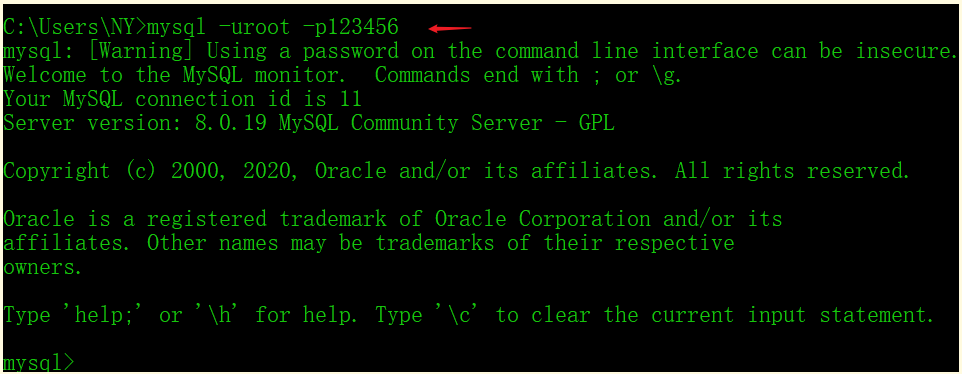 C:\Users\NY>mysql -uroot -p123456
mysql: [Warning] Using a password on the command line interface can be insecure.
Welcome to the MySQL monitor.  Commands end with ; or \g.
Your MySQL connection id is 11
Server version: 8.0.19 MySQL Community Server - GPL
Copyright (c) 2000, 2020, Oracle and/or its affiliates. All rights reserved.
Oracle is a registered trademark of Oracle Corporation and/or its
affiliates. Other names may be trademarks of their respective
owners.
Type 'help;' or '\h' for help. Type '\c' to clear the current input statement.
mysql>